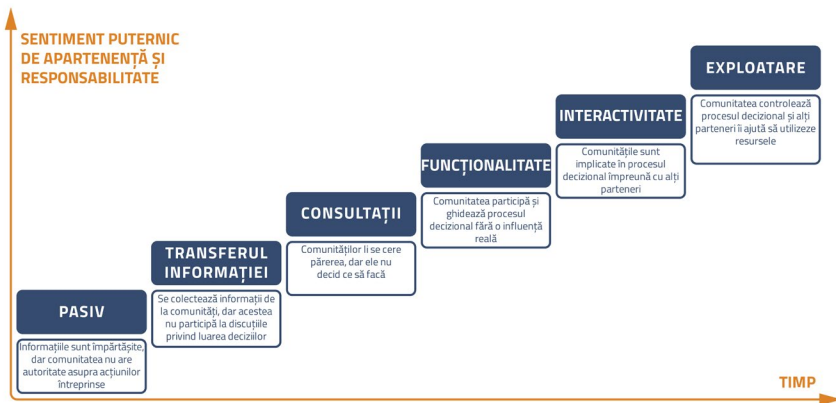 SENTIMENT PUTERNIC
DE APARTENENȚĂ ȘI
RESPONSABILITATE
PASIV
Informațiile sunt împărtășite,
dar comunitatea nu are
autoritate asupra acțiunilor
întreprinse
TRANSFERUL
INFORMAȚIEI
Se colectează informații de
la comunități, dar acestea
nu participă la discuțiile
privind luarea deciziilor
CONSULTAȚII
Comunităților li se cere
părerea, dar ele nu
decid ce să facă
FUNCȚIONALITATE
Comunitatea participă și
ghidează procesul
decizional fără o influență
reală
INTERACTIVITATE
Comunitățile sunt
implicate în procesul
decizional împreună cu alți
parteneri
EXPLOATARE
Comunitatea controlează
procesul decizional și alți
parteneri îi ajută să utilizeze
resursele
TIMP